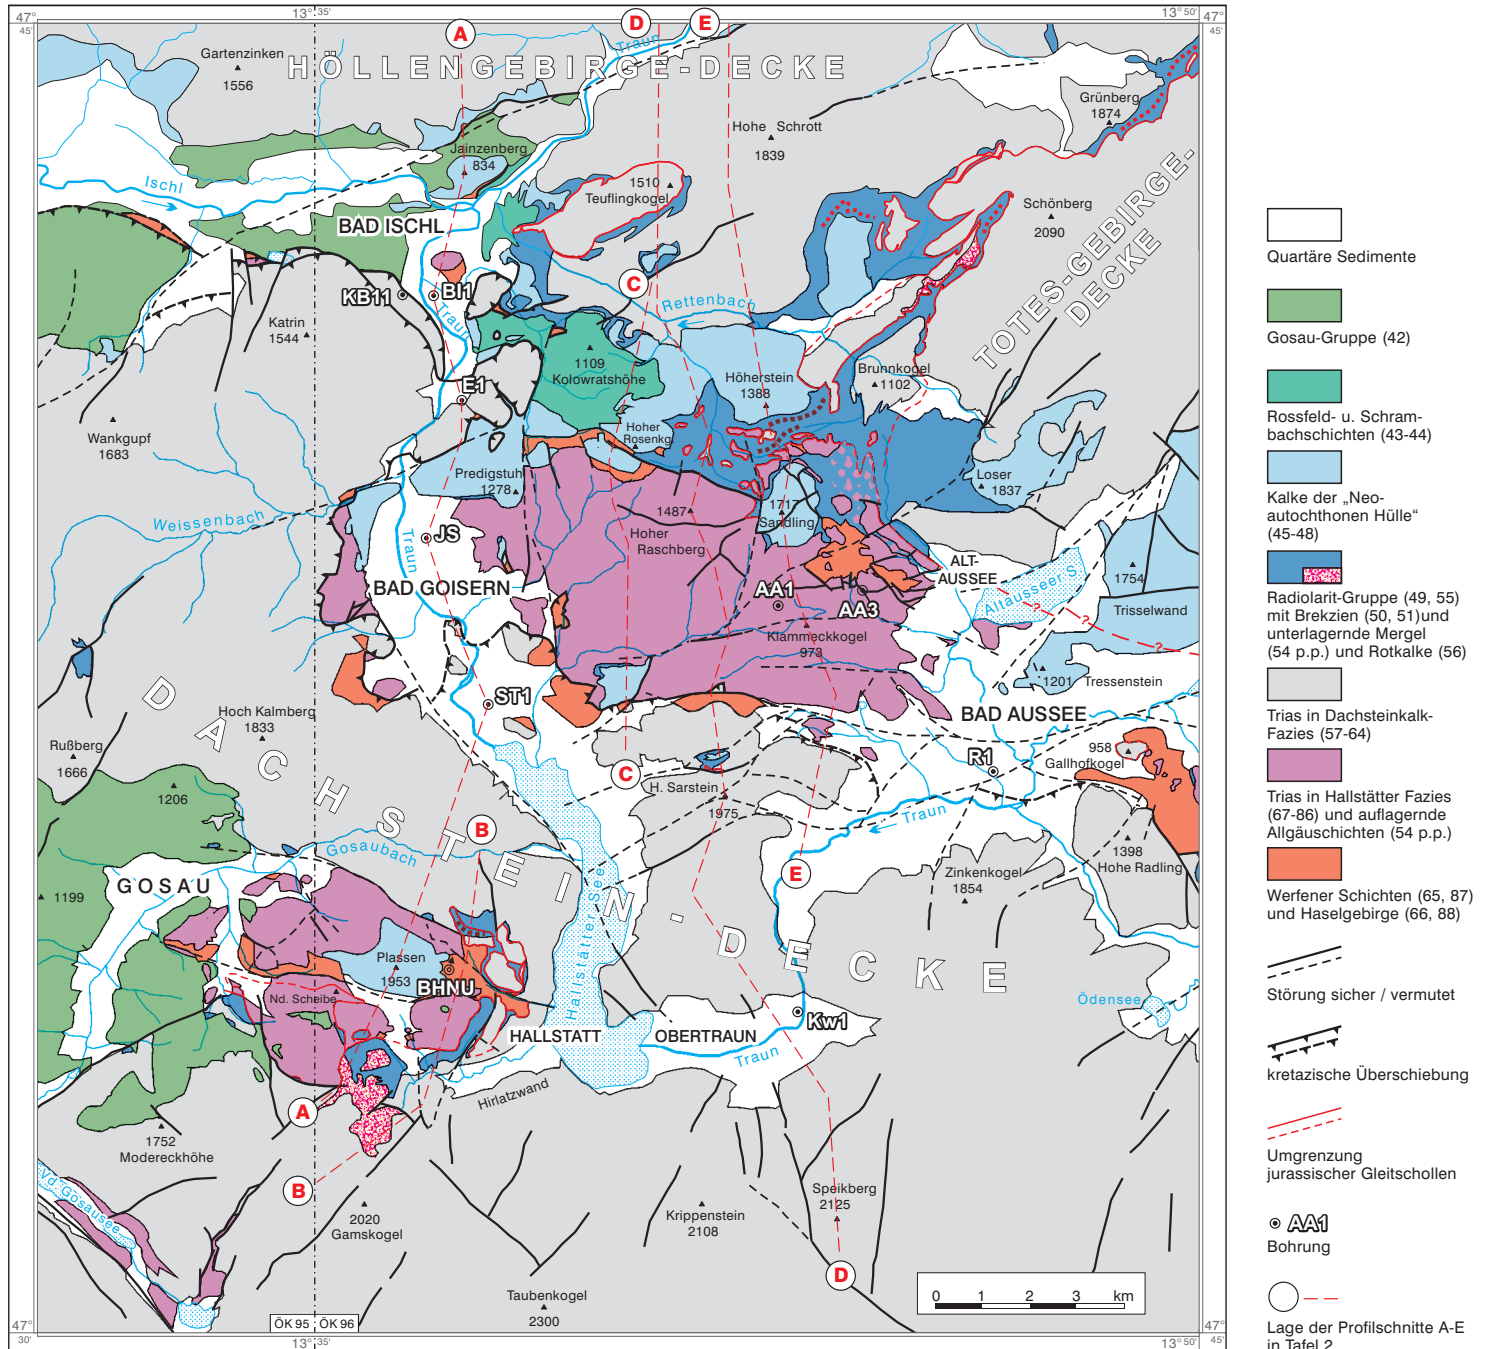 47°
45'
13° 35'
13° 50'
47°
45'
A
D
E
Gartenzinken
1556
HÖLLENGEBIRGE-DECKE
Traun
Grünberg
1874
Hohe Schrott
1839
Jainzenberg
834
Ischl
1510
Teuflingkogel
Schönberg
2090
TOTES-GEBIRGE-
DECKE
BAD ISCHL
KB11
BI1
C
Rettenbach
Traun
Katrin
1544
1109
Kolowratshöhe
Höherstein
1388
Brunnkogel
1102
E1
Wankgupf
1683
Hoher
Rosenkg.
Predigstuhl
1278
Loser
1837
Weissenbach
1487
1717
Sandling
JS
Traun
Hoher
Raschberg
ALT-
AUSSEE
Altausseer S.
1754
BAD GOISERN
AA1
AA3
Trisselwand
?
?
?
Klammeckkogel
973
1201
Tressenstein
ST1
BAD AUSSEE
DACHSTEIN-DECKE
Hoch Kalmberg
1833
Rußberg
1666
1206
C
H. Sarstein
1975
R1
958
Gallhofkogel
B
Traun
Gosaubach
E
1398
Hohe Radling
Zinkenkogel
1854
GOSAU
1199
Hallstätter See
Plassen
1953
BHNU
Nd. Scheibe
Ödensee
HALLSTATT
OBERTRAUN
Kw1
Traun
Hirlatzwand
A
1752
Modereckhöhe
B
Vd. Gosausee
2020
Gamskogel
Krippenstein
2108
Speikberg
2125
D
Taubenkogel
2300
0 1 2 3 km
ÖK 95
ÖK 96
47°
30'
13° 35'
13° 50'
47°
45'
Quartäre Sedimente
Gosau-Gruppe (42)
Rossfeld- u. Schram-
bachschichten (43-44)
Kalke der „Neo-
autochthonen Hülle“
(45-48)
Radiolarit-Gruppe (49, 55)
mit Brekzien (50, 51)und
unterlagernde Mergel
(54 p.p.) und Rotkalke (56)
Trias in Dachsteinkalk-
Fazies (57-64)
Trias in Hallstätter Fazies
(67-86) und auflagernde
Allgäuschichten (54 p.p.)
Werfener Schichten (65, 87)
und Haselgebirge (66, 88)
Störung sicher / vermutet
kretazische Überschiebung
Umgrenzung
jurassischer Gleitschollen
AA1
Bohrung
Lage der Profilschnitte A-E
in Tafel 2